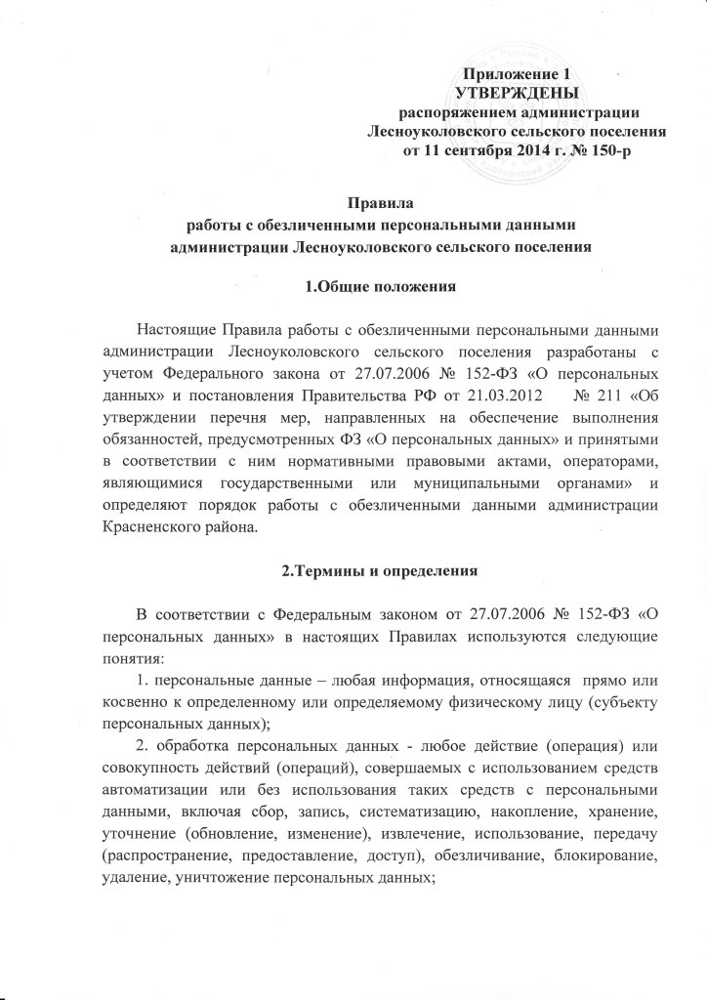 Приложение 1
УТВЕРЖДЕНЫ
распоряжением администрации
Лесноуколовского сельского поселения
от 11 сентября 2014 г. № 150-р
Правила
работы с обезличенными персональными данными
администрации Лесноуколовского сельского поселения
1.Общие положения
Настоящие Правила работы с обезличенными персональными данными
администрации Лесноуколовского сельского поселения разработаны с
учетом Федерального закона от 27.07.2006 № 152-ФЗ «О персональных
данных» и постановления Правительства РФ от 21.03.2012 № 211 «Об
утверждении перечня мер, направленных на обеспечение выполнения
обязанностей, предусмотренных ФЗ «О персональных данных» и принятыми
в соответствии с ним нормативными правовыми актами, операторами,
являющимися государственными или муниципальными органами» и
определяют порядок работы с обезличенными данными администрации
Красненского района.
2.Термины и определения
В соответствии с Федеральным законом от 27.07.2006 № 152-ФЗ «О
персональных данных» в настоящих Правилах используются следующие
понятия:
1. персональные данные – любая информация, относящаяся прямо или
косвенно к определенному или определяемому физическому лицу (субъекту
персональных данных);
2. обработка персональных данных - любое действие (операция) или
совокупность действий (операций), совершаемых с использованием средств
автоматизации или без использования таких средств с персональными
данными, включая сбор, запись, систематизацию, накопление, хранение,
уточнение (обновление, изменение), извлечение, использование, передачу
(распространение, предоставление, доступ), обезличивание, блокирование,
удаление, уничтожение персональных данных;